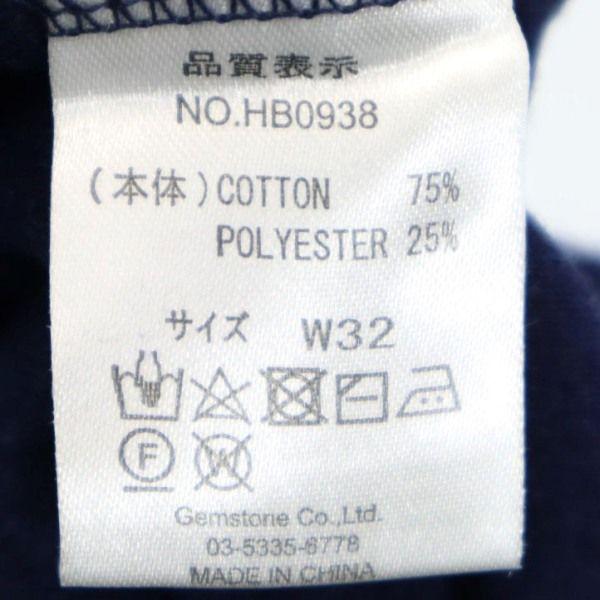 品質表示
NO.HB0938
(本体)COTTON 75%
POLYESTER 25%
サイズ W32
F W
Gemstone Co.,Ltd.
03-5335-6778
MADE IN CHINA